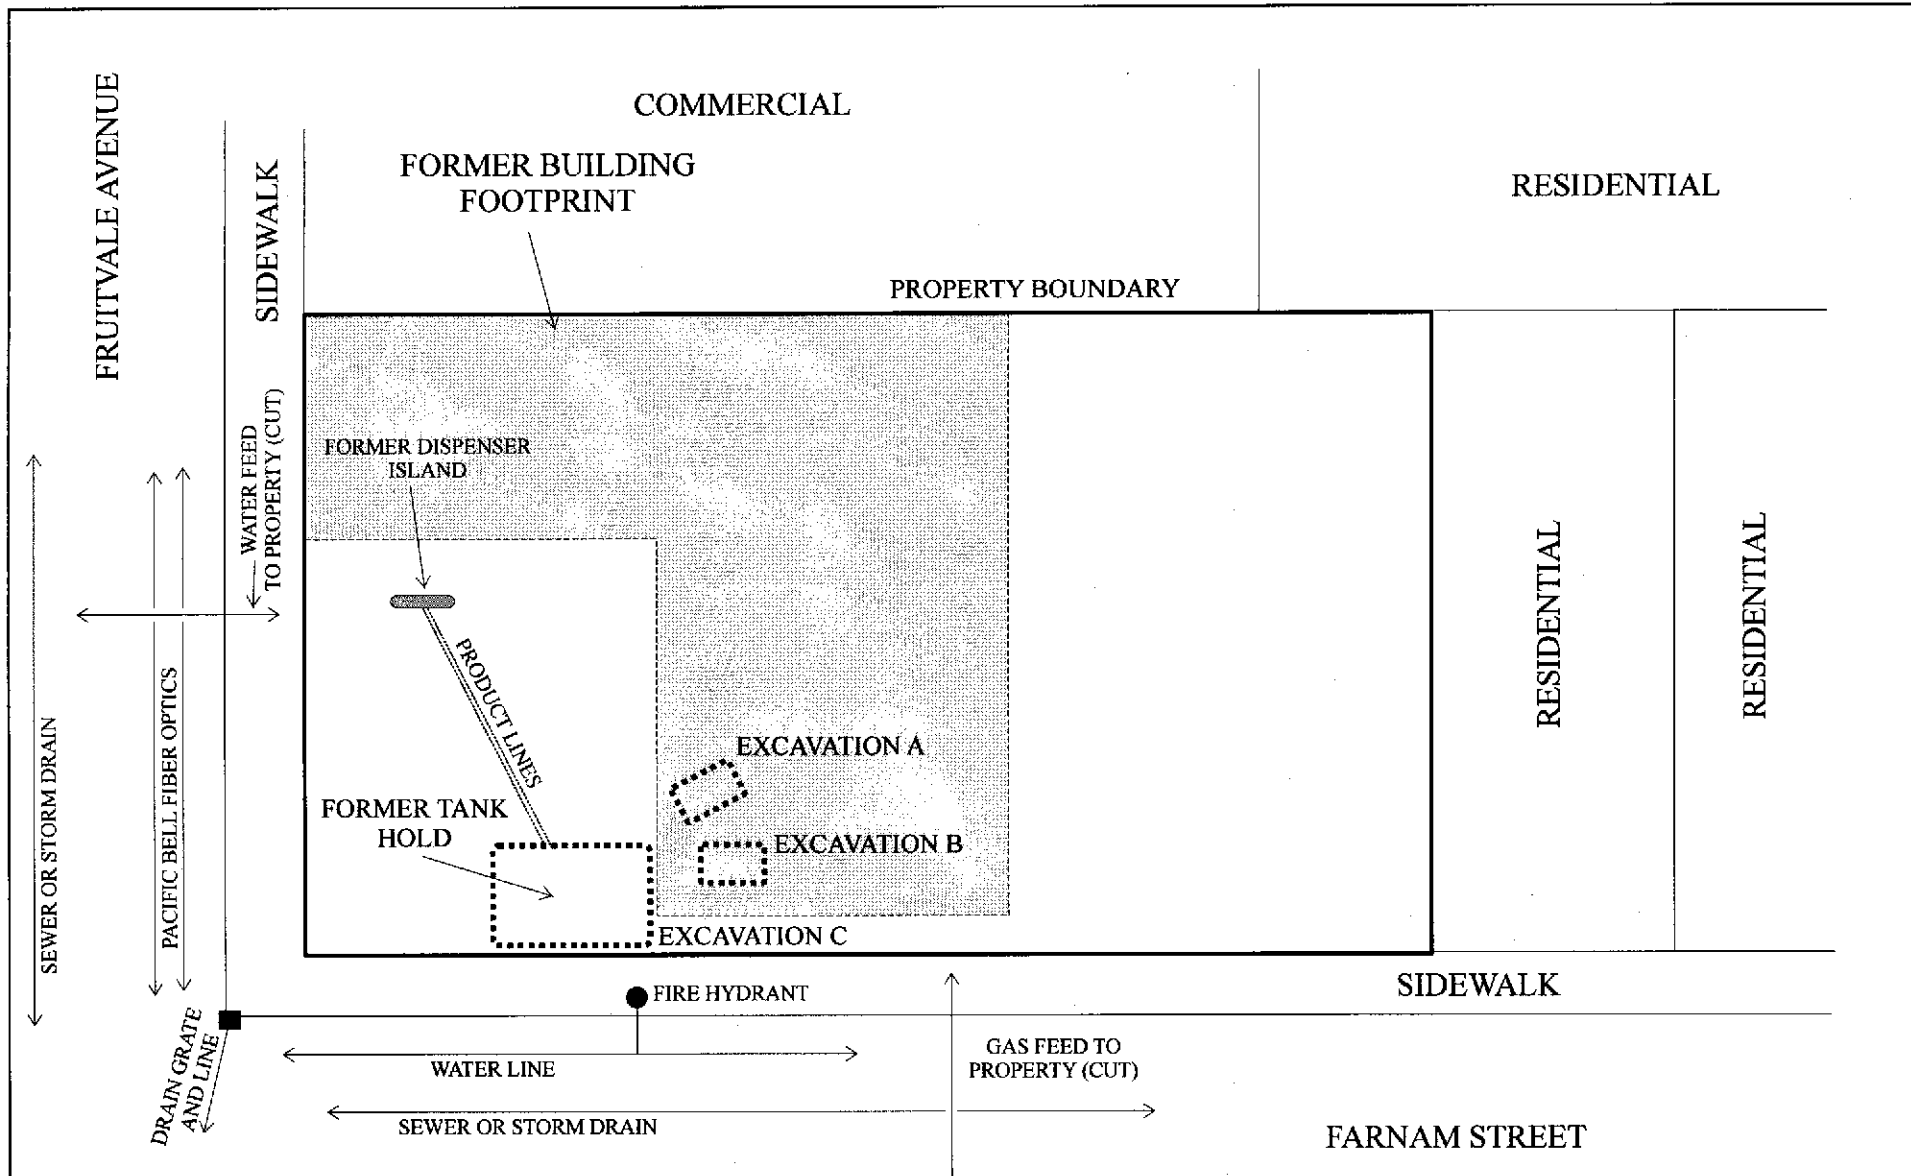 COMMERCIAL
FORMER BUILDING
FOOTPRINT
RESIDENTIAL
FRUITVALE AVENUE
SIDEWALK
PROPERTY BOUNDARY
WATER FEED
TO PROPERTY (CUT)
FORMER DISPENSER
ISLAND
PRODUCT LINES
SEWER OR STORM DRAIN
PACIFIC BELL FIBER OPTICS
RESIDENTIAL
RESIDENTIAL
EXCAVATION A
FORMER TANK
HOLD
EXCAVATION B
EXCAVATION C
SIDEWALK
FIRE HYDRANT
DRAIN GRATE
AND LINE
WATER LINE
GAS FEED TO
PROPERTY (CUT)
SEWER OR STORM DRAIN
FARNAM STREET